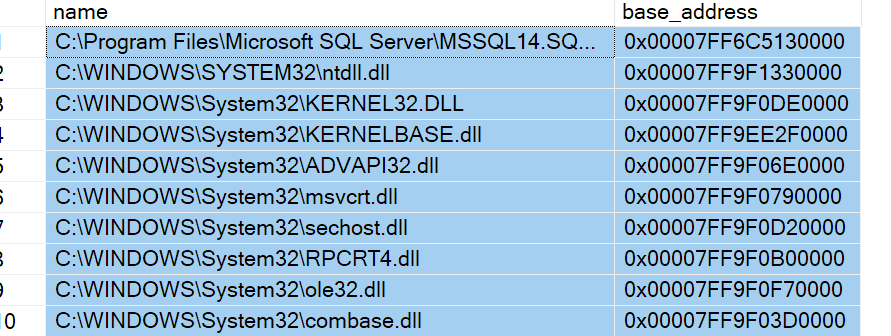 name base_address
1 C:\Program Files\Microsoft SQL Server\MSSQL14.SQ... 0x00007FF6C5130000
2 C:\WINDOWS\SYSTEM32\ntdll.dll 0x00007FF9F1330000
3 C:\WINDOWS\System32\KERNEL32.DLL 0x00007FF9F0DE0000
4 C:\WINDOWS\System32\KERNELBASE.dll 0x00007FF9EE2F0000
5 C:\WINDOWS\System32\ADVAPI32.dll 0x00007FF9F06E0000
6 C:\WINDOWS\System32\msvcrt.dll 0x00007FF9F0790000
7 C:\WINDOWS\System32\sechost.dll 0x00007FF9F0D20000
8 C:\WINDOWS\System32\RPCRT4.dll 0x00007FF9F0B00000
9 C:\WINDOWS\System32\ole32.dll 0x00007FF9F0F70000
10 C:\WINDOWS\System32\combase.dll 0x00007FF9F03D0000